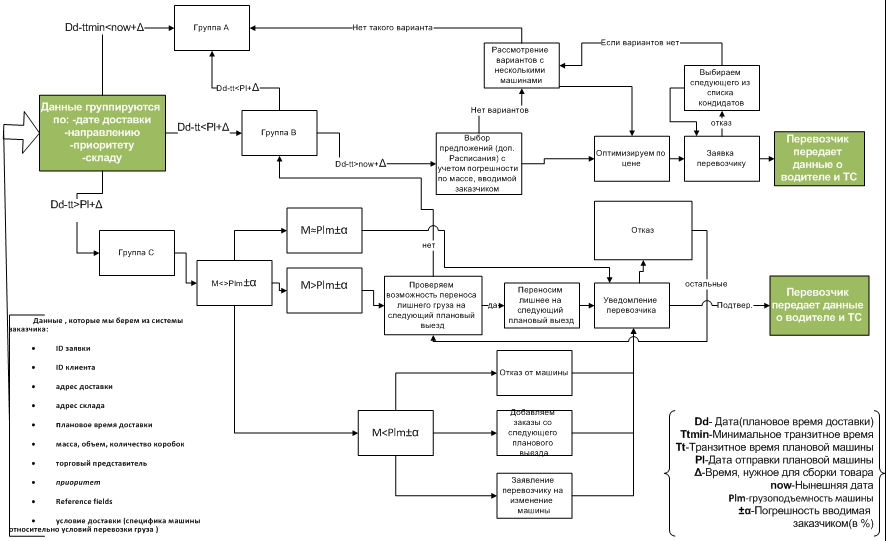 Dd-ttmin<now+Δ
Группа А
Нет такого варианта
Рассмотрение
вариантов с
несколькими
машинами
Если вариантов нет
Выбираем
следующего из
списка
кондидатов
Данные группируются
по: -дате доставки
-направлению
-приоритету
-складу
Dd-tt<Pl+Δ
Dd-tt<Pl+Δ
Группа В
Dd-tt>now+Δ
Нет вариантов
Выбор
предложений (доп.
Расписания) с
учетом погрешности
по массе, вводимой
заказчиком
Оптимизируем по
цене
отказ
Заявка
перевозчику
Перевозчик
передает
данные о
водителе и ТС
Dd-tt>Pl+Δ
Группа С
M<>Plm±α
M≈Plm±α
M>Plm±α
нет
Проверяем
возможность переноса
лишнего груза на
следующий плановый
выезд
да
Переносим
лишнее на
следующий
плановый выезд
Уведомление
перевозчика
Отказ
остальные
Подтвер.
Перевозчик
передает данные
о водителе и ТС
Данные , которые мы берем из системы
заказчика:
• ID заявки
• ID клиента
• адрес доставки
• адрес склада
• плановое время доставки
• масса, объем, количество коробок
• торговый представитель
• приоритет
• Reference fields
• условие доставки (специфика машины
относительно условий перевозки груза )
M<Plm±α
Отказ от машины
Добавляем
заказы со
следующего
планового
выезда
Заявление
перевозчику на
изменение
машины
Dd- Дата(плановое время доставки)
Ttmin-Минимальное транзитное время
Tt-Транзитное время плановой машины
Pl-Дата отправки плановой машины
Δ-Время, нужное для сборки товара
now-Нынешняя дата
Plm-грузоподъемность машины
±α-Погрешность вводимая
заказчиком(в %)